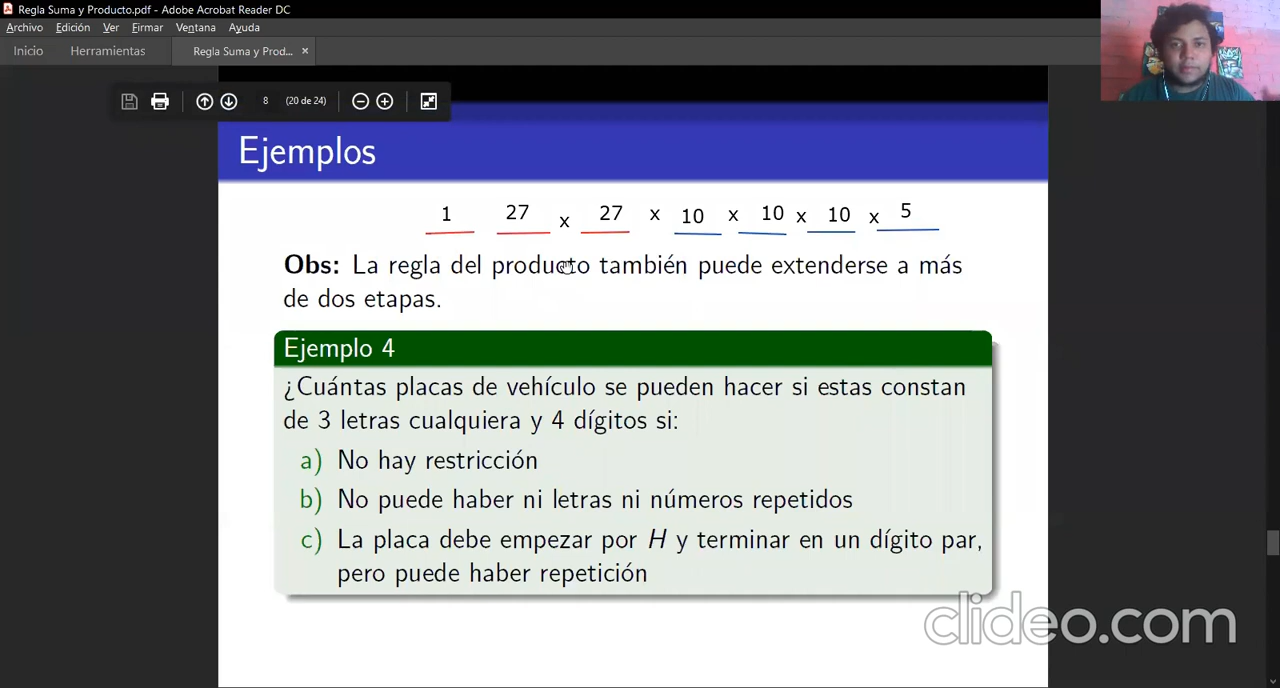 Regla Suma y Producto.pdf - Adobe Acrobat Reader DC
Archivo Edición Ver Firmar Ventana Ayuda
Inicio Herramientas Regla Suma y Prod... ×
8 (20 de 24)
Ejemplos
1 27 x 27 x 10 x 10 x 10 x 5
Obs: La regla del producto también puede extenderse a más
de dos etapas.
Ejemplo 4
¿Cuántas placas de vehículo se pueden hacer si estas constan
de 3 letras cualquiera y 4 dígitos si:
a) No hay restricción
b) No puede haber ni letras ni números repetidos
c) La placa debe empezar por H y terminar en un dígito par,
pero puede haber repetición
clideo.com